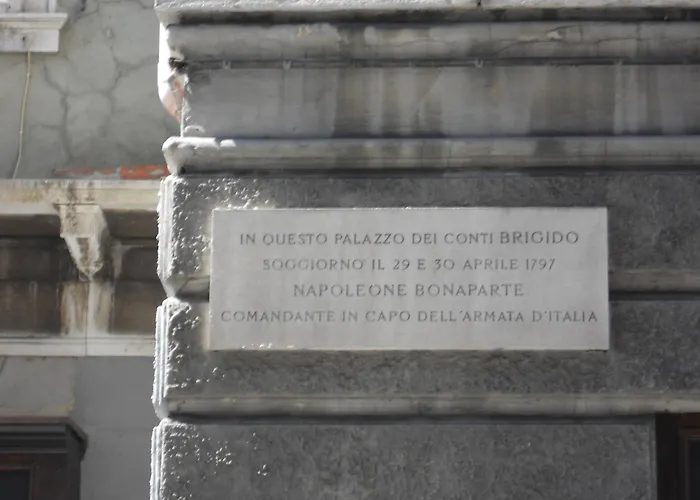 IN QUESTO PALAZZO DEI CONTI BRIGIDO
SOGGIORNO' IL 29 E 30 APRILE 1797
NAPOLEONE BONAPARTE
COMANDANTE IN CAPO DELL'ARMATA D'ITALIA